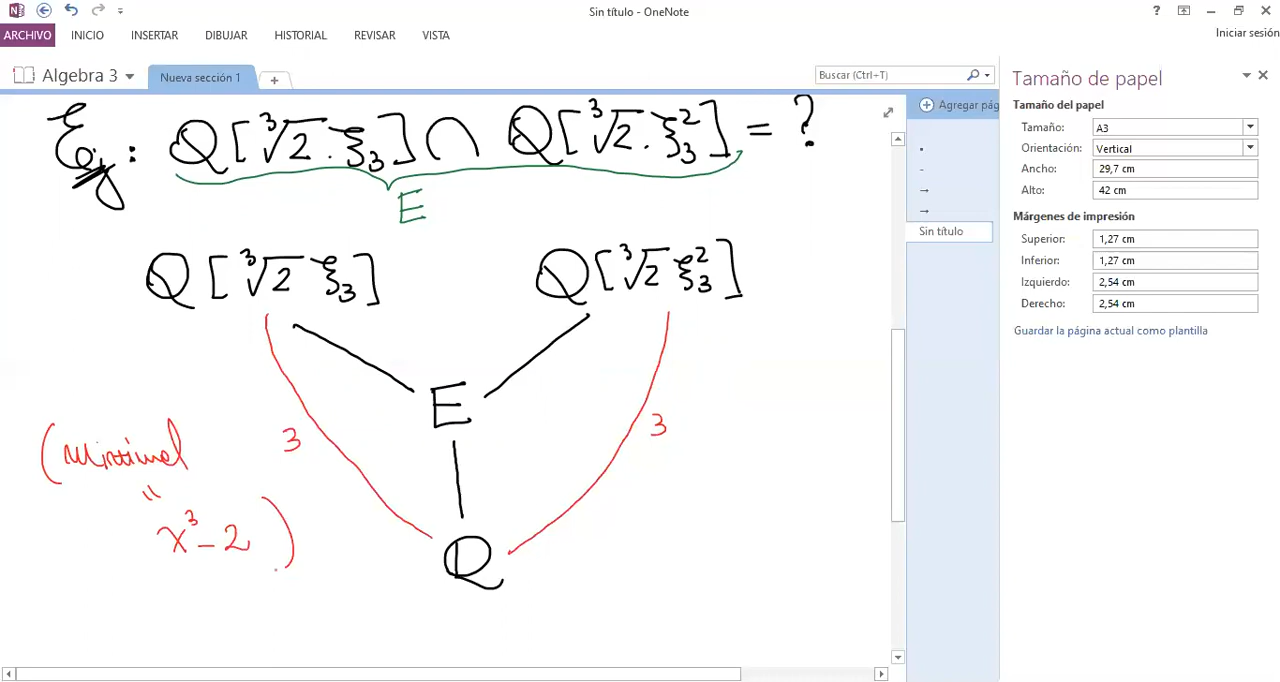 Sin título - OneNote
ARCHIVO INICIO INSERTAR DIBUJAR HISTORIAL REVISAR VISTA
Iniciar sesión
Algebra 3
Nueva sección 1
Buscar (Ctrl+T)
Agregar pág
Sin título
Ej: Q[∛2·ξ₃] ∩ Q[∛2·ξ₃²] = ?
E
Q[∛2 ξ₃] Q[∛2 ξ₃²]
E
3 3
(minimal
=
x³-2)
Q
Tamaño de papel
Tamaño del papel
Tamaño: A3
Orientación: Vertical
Ancho: 29,7 cm
Alto: 42 cm
Márgenes de impresión
Superior: 1,27 cm
Inferior: 1,27 cm
Izquierdo: 2,54 cm
Derecho: 2,54 cm
Guardar la página actual como plantilla